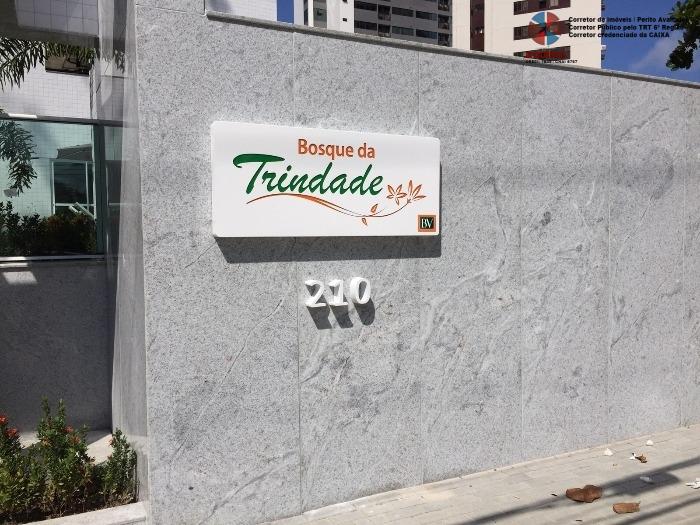 Corretor de Imóveis / Perito Avaliador
Corretor Público pelo TRT 6ª Região
Corretor credenciado da CAIXA
Bosque da
Trindade
BV
210